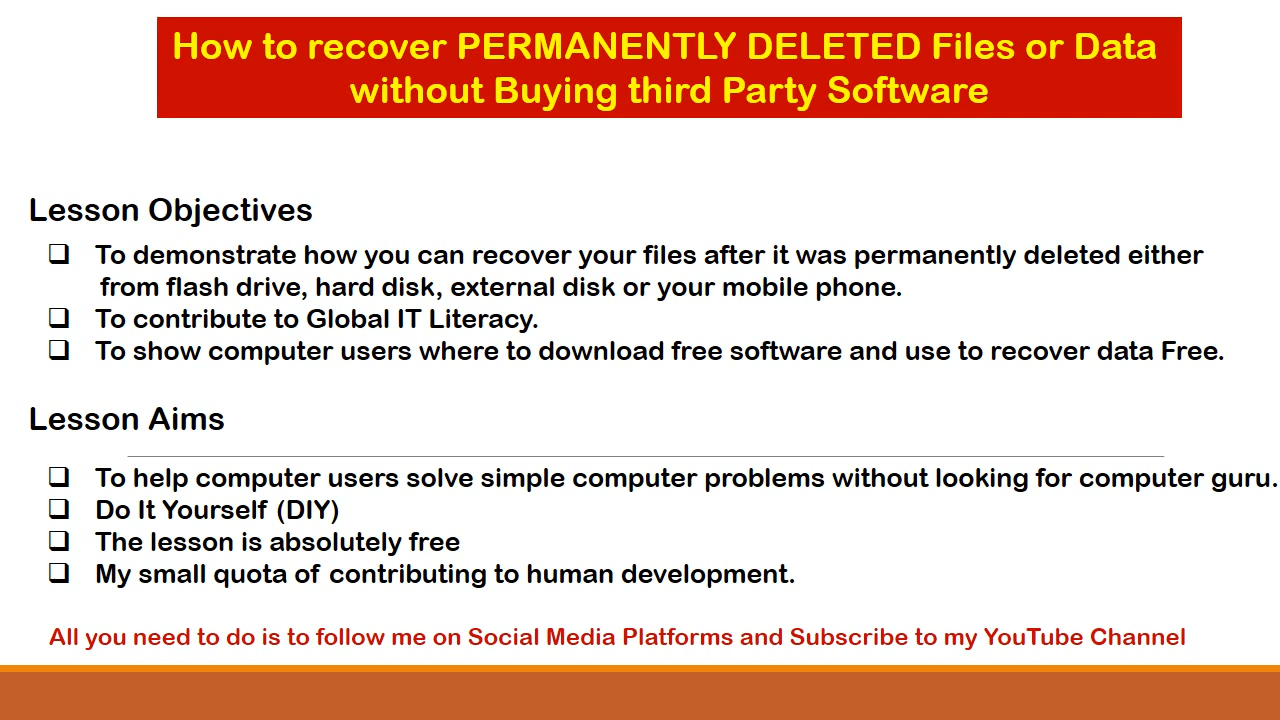 How to recover PERMANENTLY DELETED Files or Data
without Buying third Party Software
Lesson Objectives
❑ To demonstrate how you can recover your files after it was permanently deleted either
from flash drive, hard disk, external disk or your mobile phone.
❑ To contribute to Global IT Literacy.
❑ To show computer users where to download free software and use to recover data Free.
Lesson Aims
❑ To help computer users solve simple computer problems without looking for computer guru.
❑ Do It Yourself (DIY)
❑ The lesson is absolutely free
❑ My small quota of contributing to human development.
All you need to do is to follow me on Social Media Platforms and Subscribe to my YouTube Channel